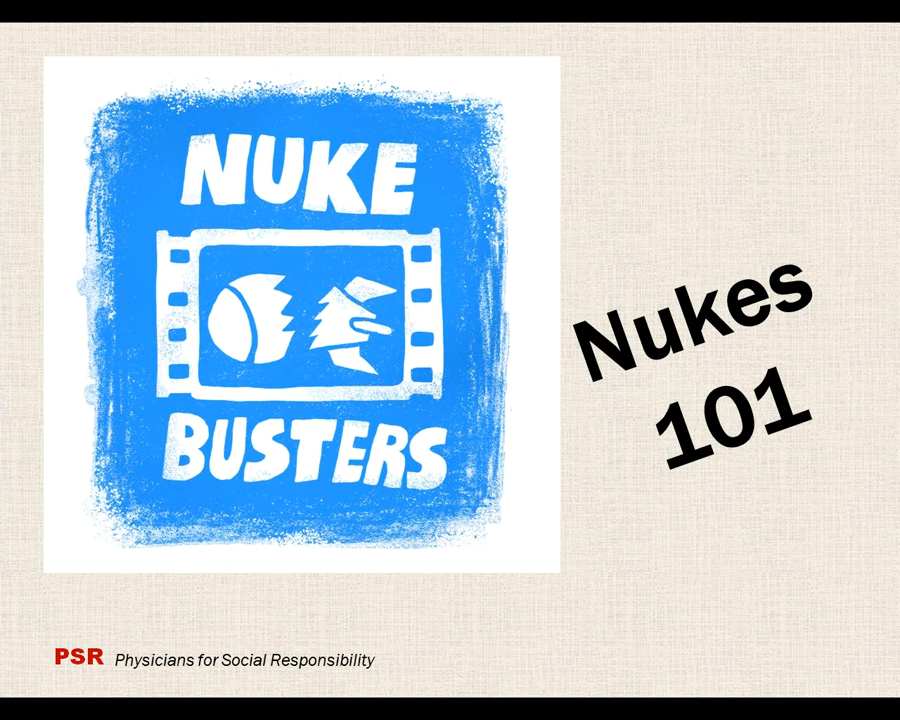 NUKE
BUSTERS
Nukes
101
PSR Physicians for Social Responsibility